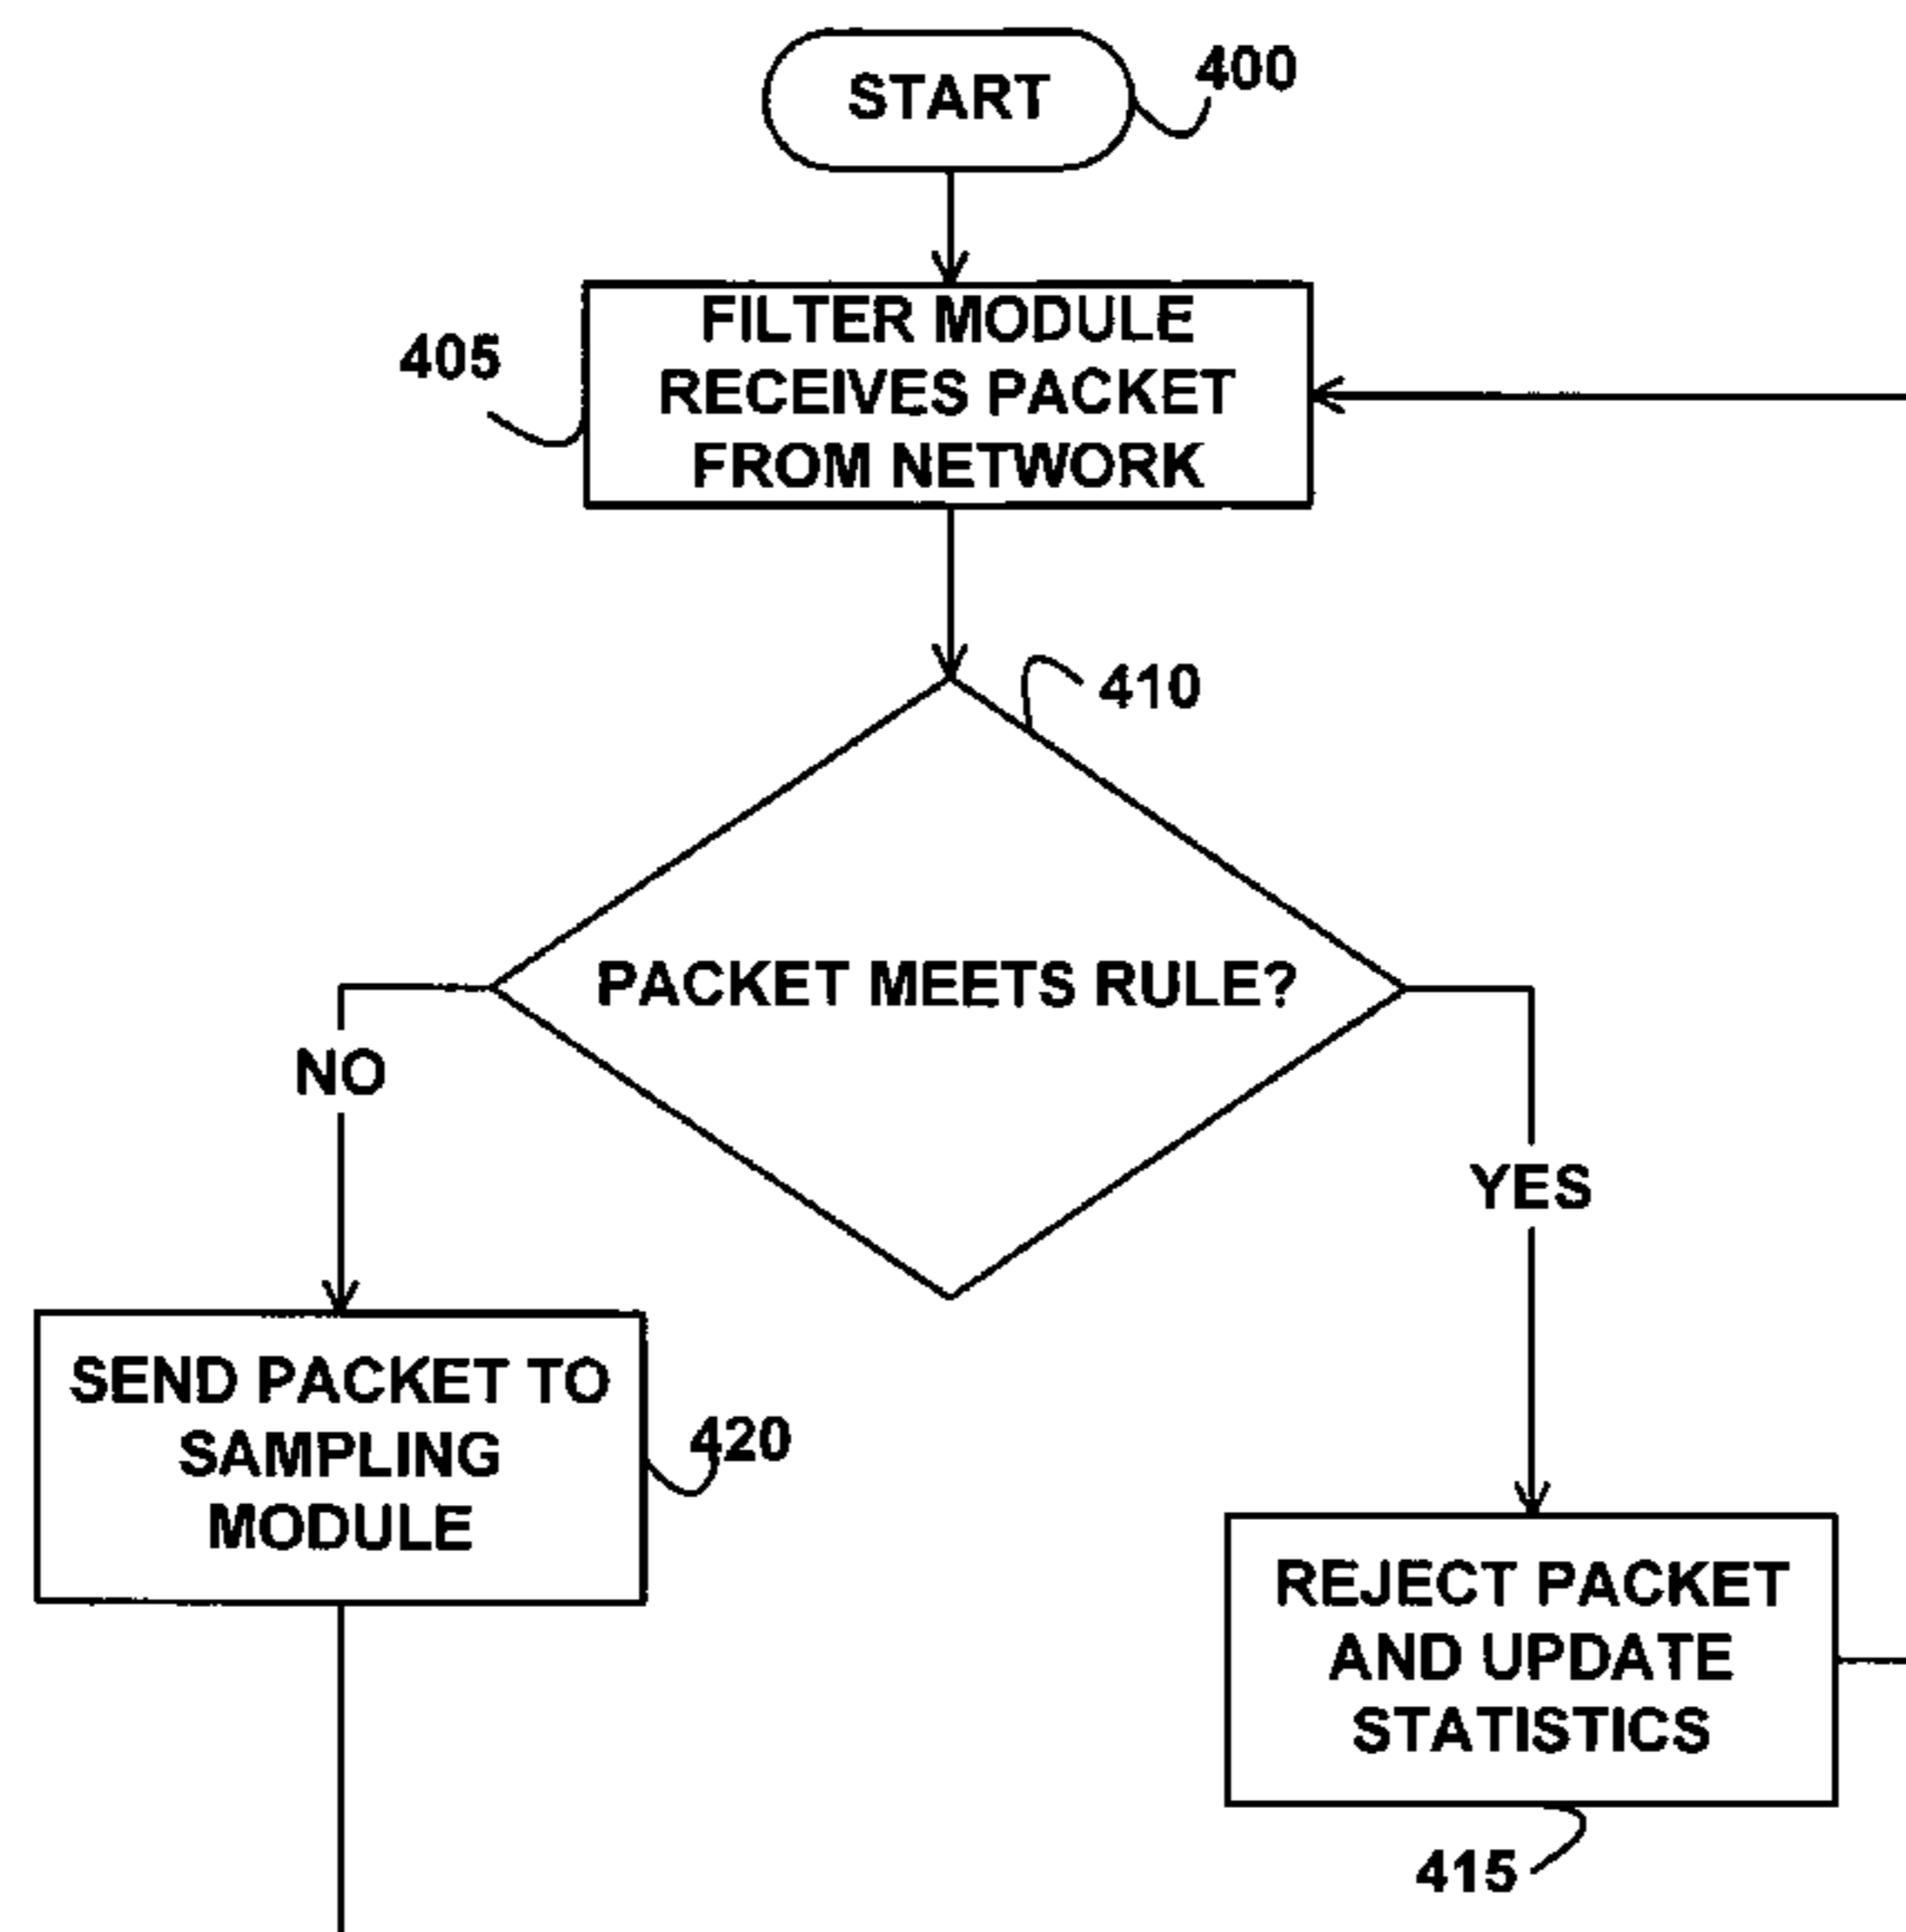 START
400
FILTER MODULE
RECEIVES PACKET
FROM NETWORK
405
410
PACKET MEETS RULE?
NO
YES
SEND PACKET TO
SAMPLING
MODULE
420
REJECT PACKET
AND UPDATE
STATISTICS
415